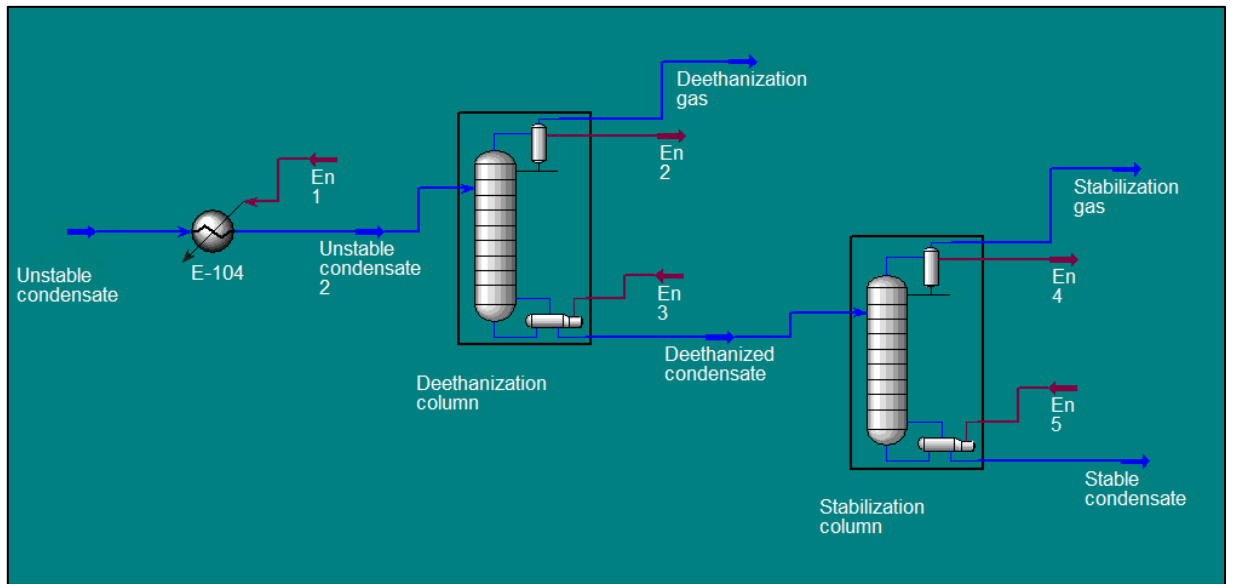 Unstable
condensate
E-104
En
1
Unstable
condensate
2
Deethanization
column
Deethanization
gas
En
2
En
3
Deethanized
condensate
Stabilization
column
Stabilization
gas
En
4
En
5
Stable
condensate